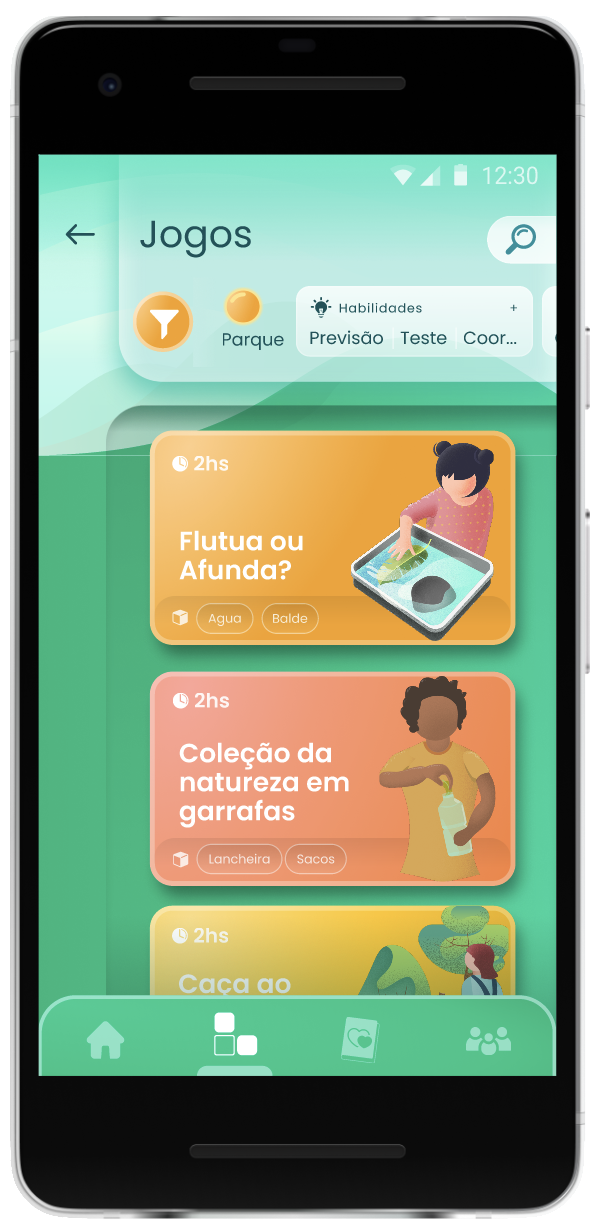 12:30
Jogos
Parque
Habilidades +
Previsão Teste Coor...
2hs
Flutua ou
Afunda?
Agua Balde
2hs
Coleção da
natureza em
garrafas
Lancheira Sacos
2hs
Caça ao